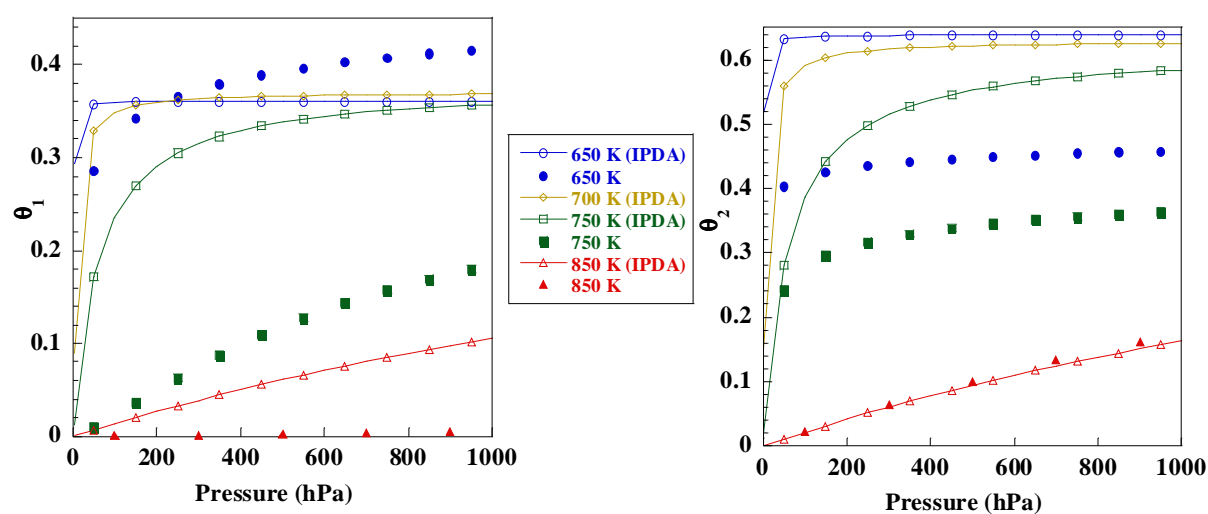 0.4
0.3
0.2
0.1
0
θ1
0 200 400 600 800 1000
Pressure (hPa)
650 K (IPDA)
650 K
700 K (IPDA)
750 K (IPDA)
750 K
850 K (IPDA)
850 K
0.6
0.5
0.4
0.3
0.2
0.1
0
θ2
0 200 400 600 800 1000
Pressure (hPa)